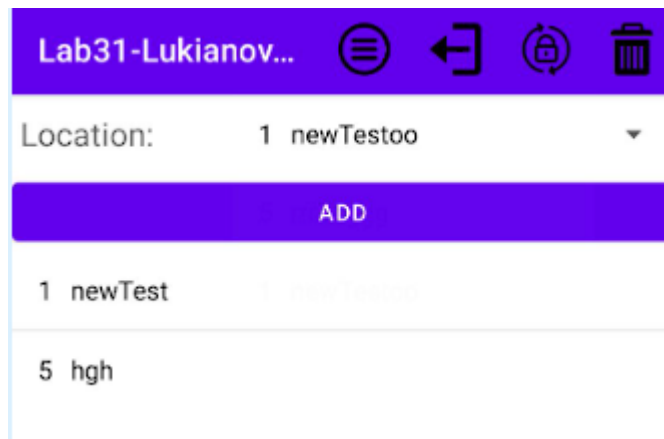 Lab31-Lukianov...
Location: 1 newTestoo
ADD
1 newTest
5 hgh